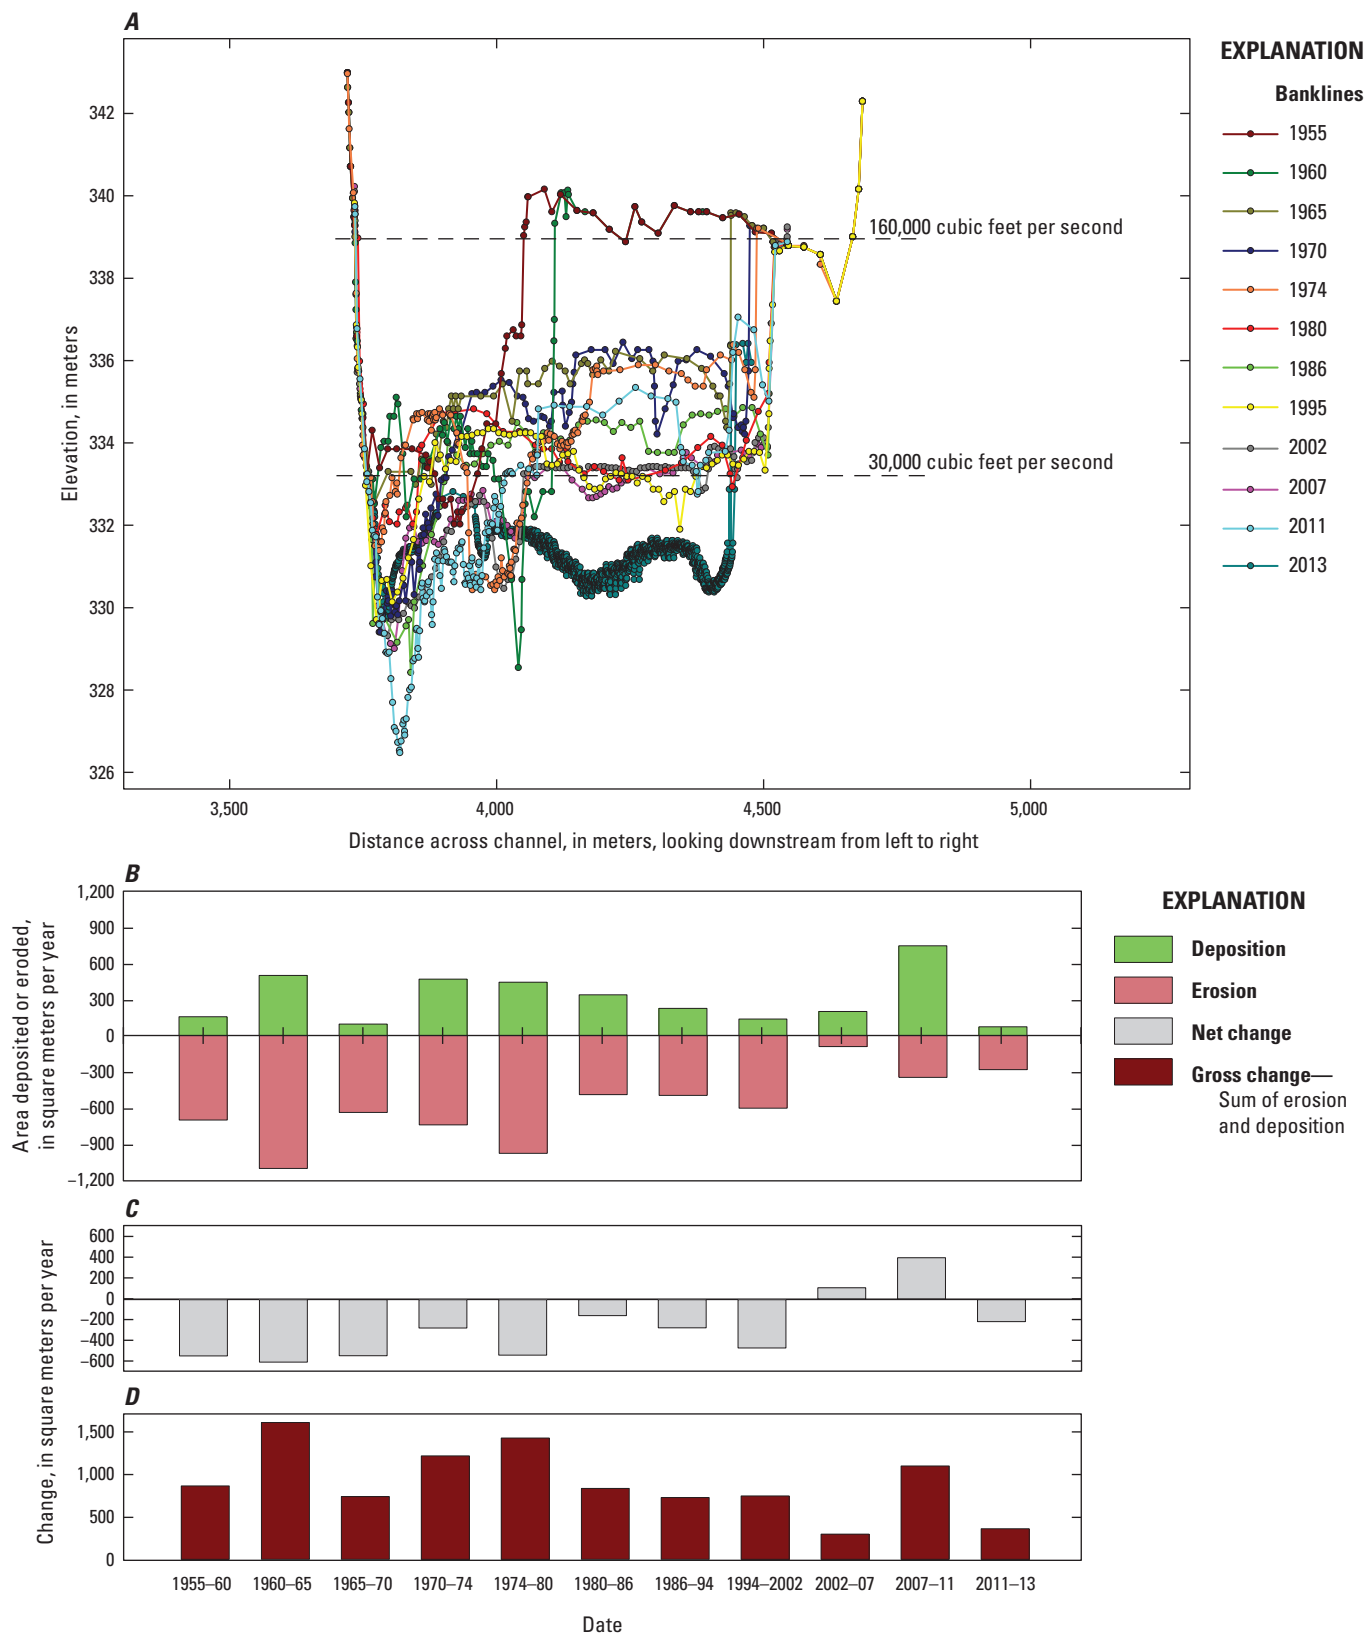 A
EXPLANATION
Banklines
1955
1960
1965
1970
1974
1980
1986
1995
2002
2007
2011
2013
342
340
338
336
334
332
330
328
326
Elevation, in meters
160,000 cubic feet per second
30,000 cubic feet per second
3,500
4,000
4,500
5,000
Distance across channel, in meters, looking downstream from left to right
B
1,200
900
600
300
0
−300
−600
−900
−1,200
Area deposited or eroded,
in square meters per year
EXPLANATION
Deposition
Erosion
Net change
Gross change—
Sum of erosion
and deposition
C
600
400
200
0
−200
−400
−600
Change, in square meters per year
D
1,500
1,000
500
0
1955–60
1960–65
1965–70
1970–74
1974–80
1980–86
1986–94
1994–2002
2002–07
2007–11
2011–13
Date